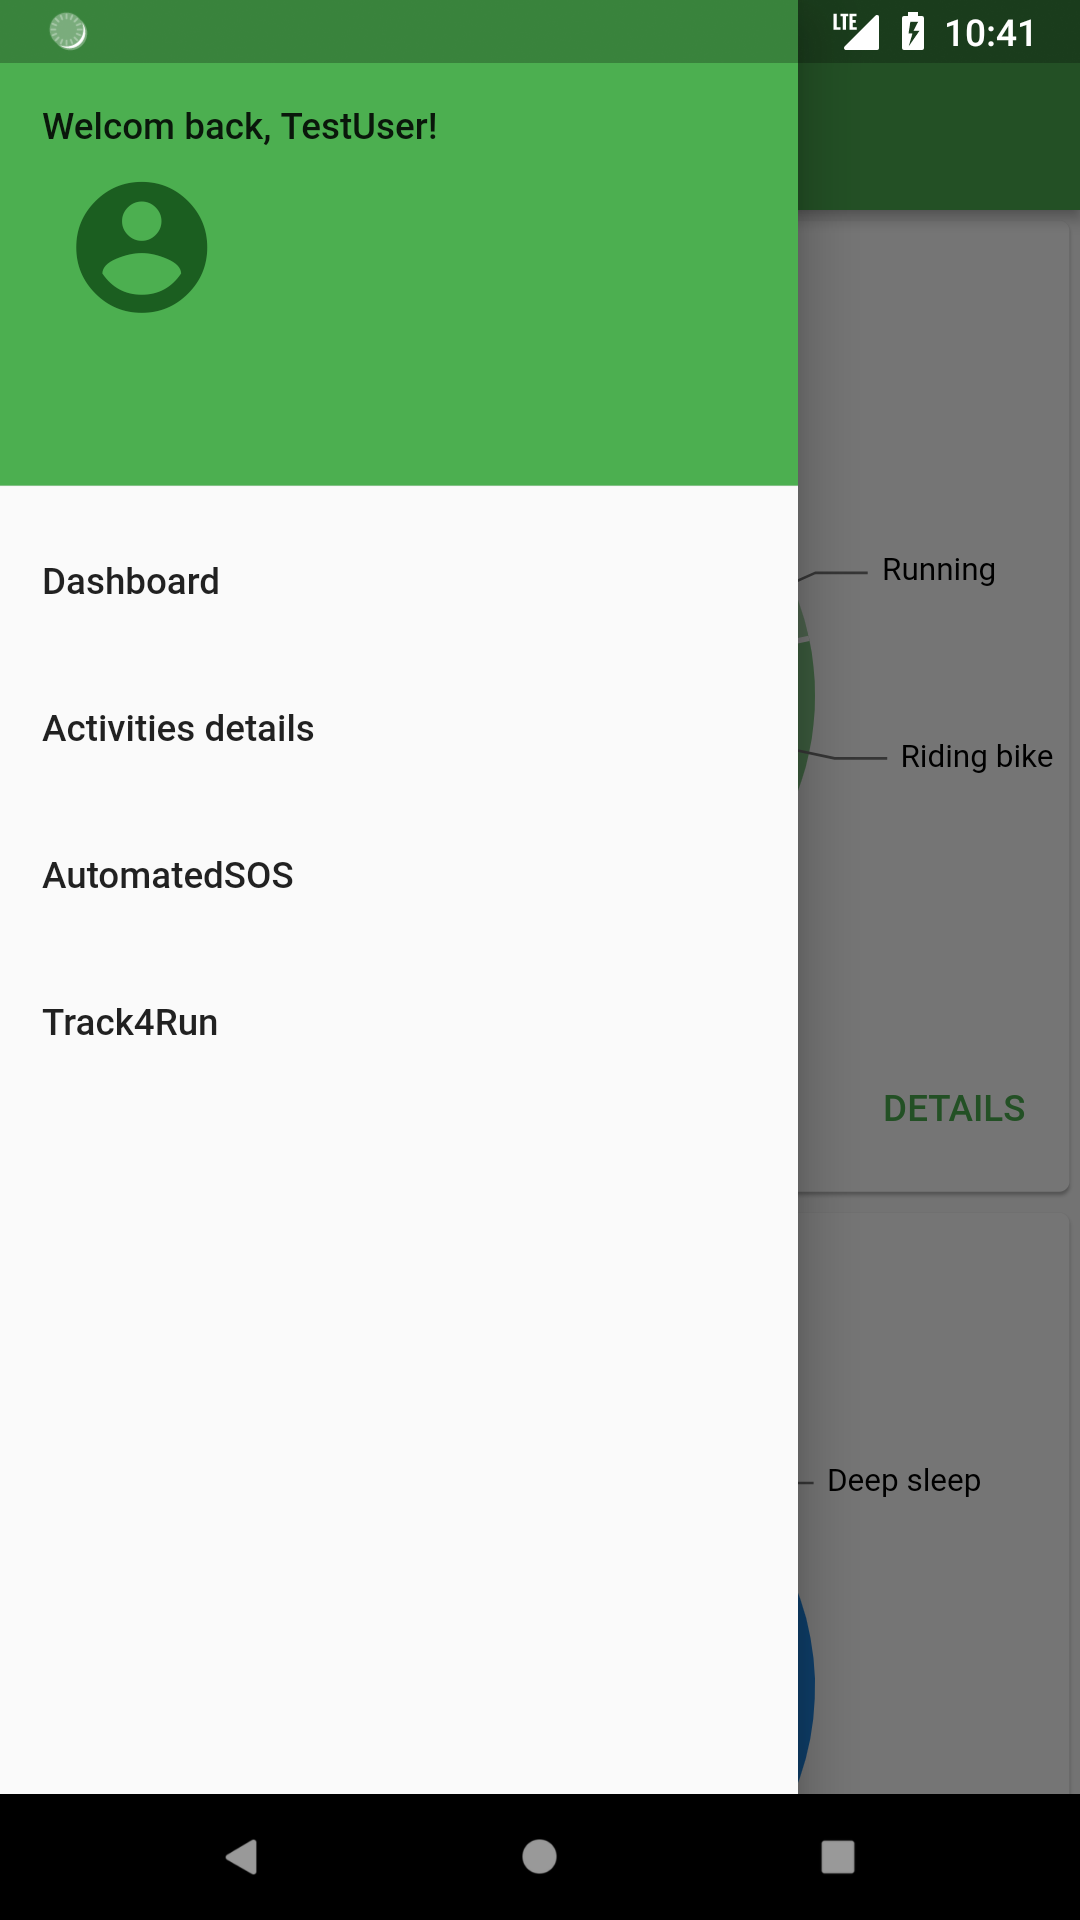 LTE 10:41
Welcom back, TestUser!
Dashboard
Activities details
AutomatedSOS
Track4Run
Running
Riding bike
DETAILS
Deep sleep